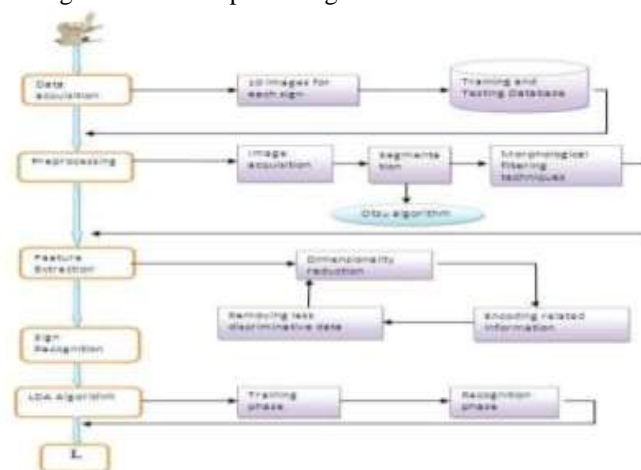 Data
acquisition
10 images for
each sign
Training and
Testing Database
Preprocessing
Image
acquisition
Segmenta
tion
Morphological
filtering
techniques
Otsu algorithm
Feature
Extraction
Dimensionality
reduction
Removing less
discriminative data
Encoding related
information
Sign
Recognition
LDA Algorithm
Training
phase
Recognition
phase
L